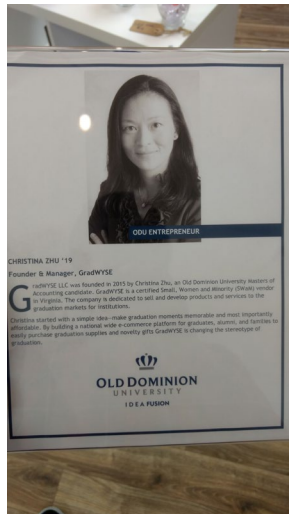 ODU ENTREPRENEUR
CHRISTINA ZHU '19
Founder & Manager, GradWYSE
GradWYSE LLC was founded in 2015 by Christina Zhu, an Old Dominion University Masters of
Accounting candidate. GradWYSE is a certified Small, Women and Minority (SWaM) vendor
in Virginia. The company is dedicated to sell and develop products and services to the
graduation markets for institutions.
Christina started with a simple idea—make graduation moments memorable and most importantly
affordable. By building a national wide e-commerce platform for graduates, alumni, and families to
easily purchase graduation supplies and novelty gifts GradWYSE is changing the stereotype of
graduation.
OLD DOMINION
UNIVERSITY
IDEA FUSION